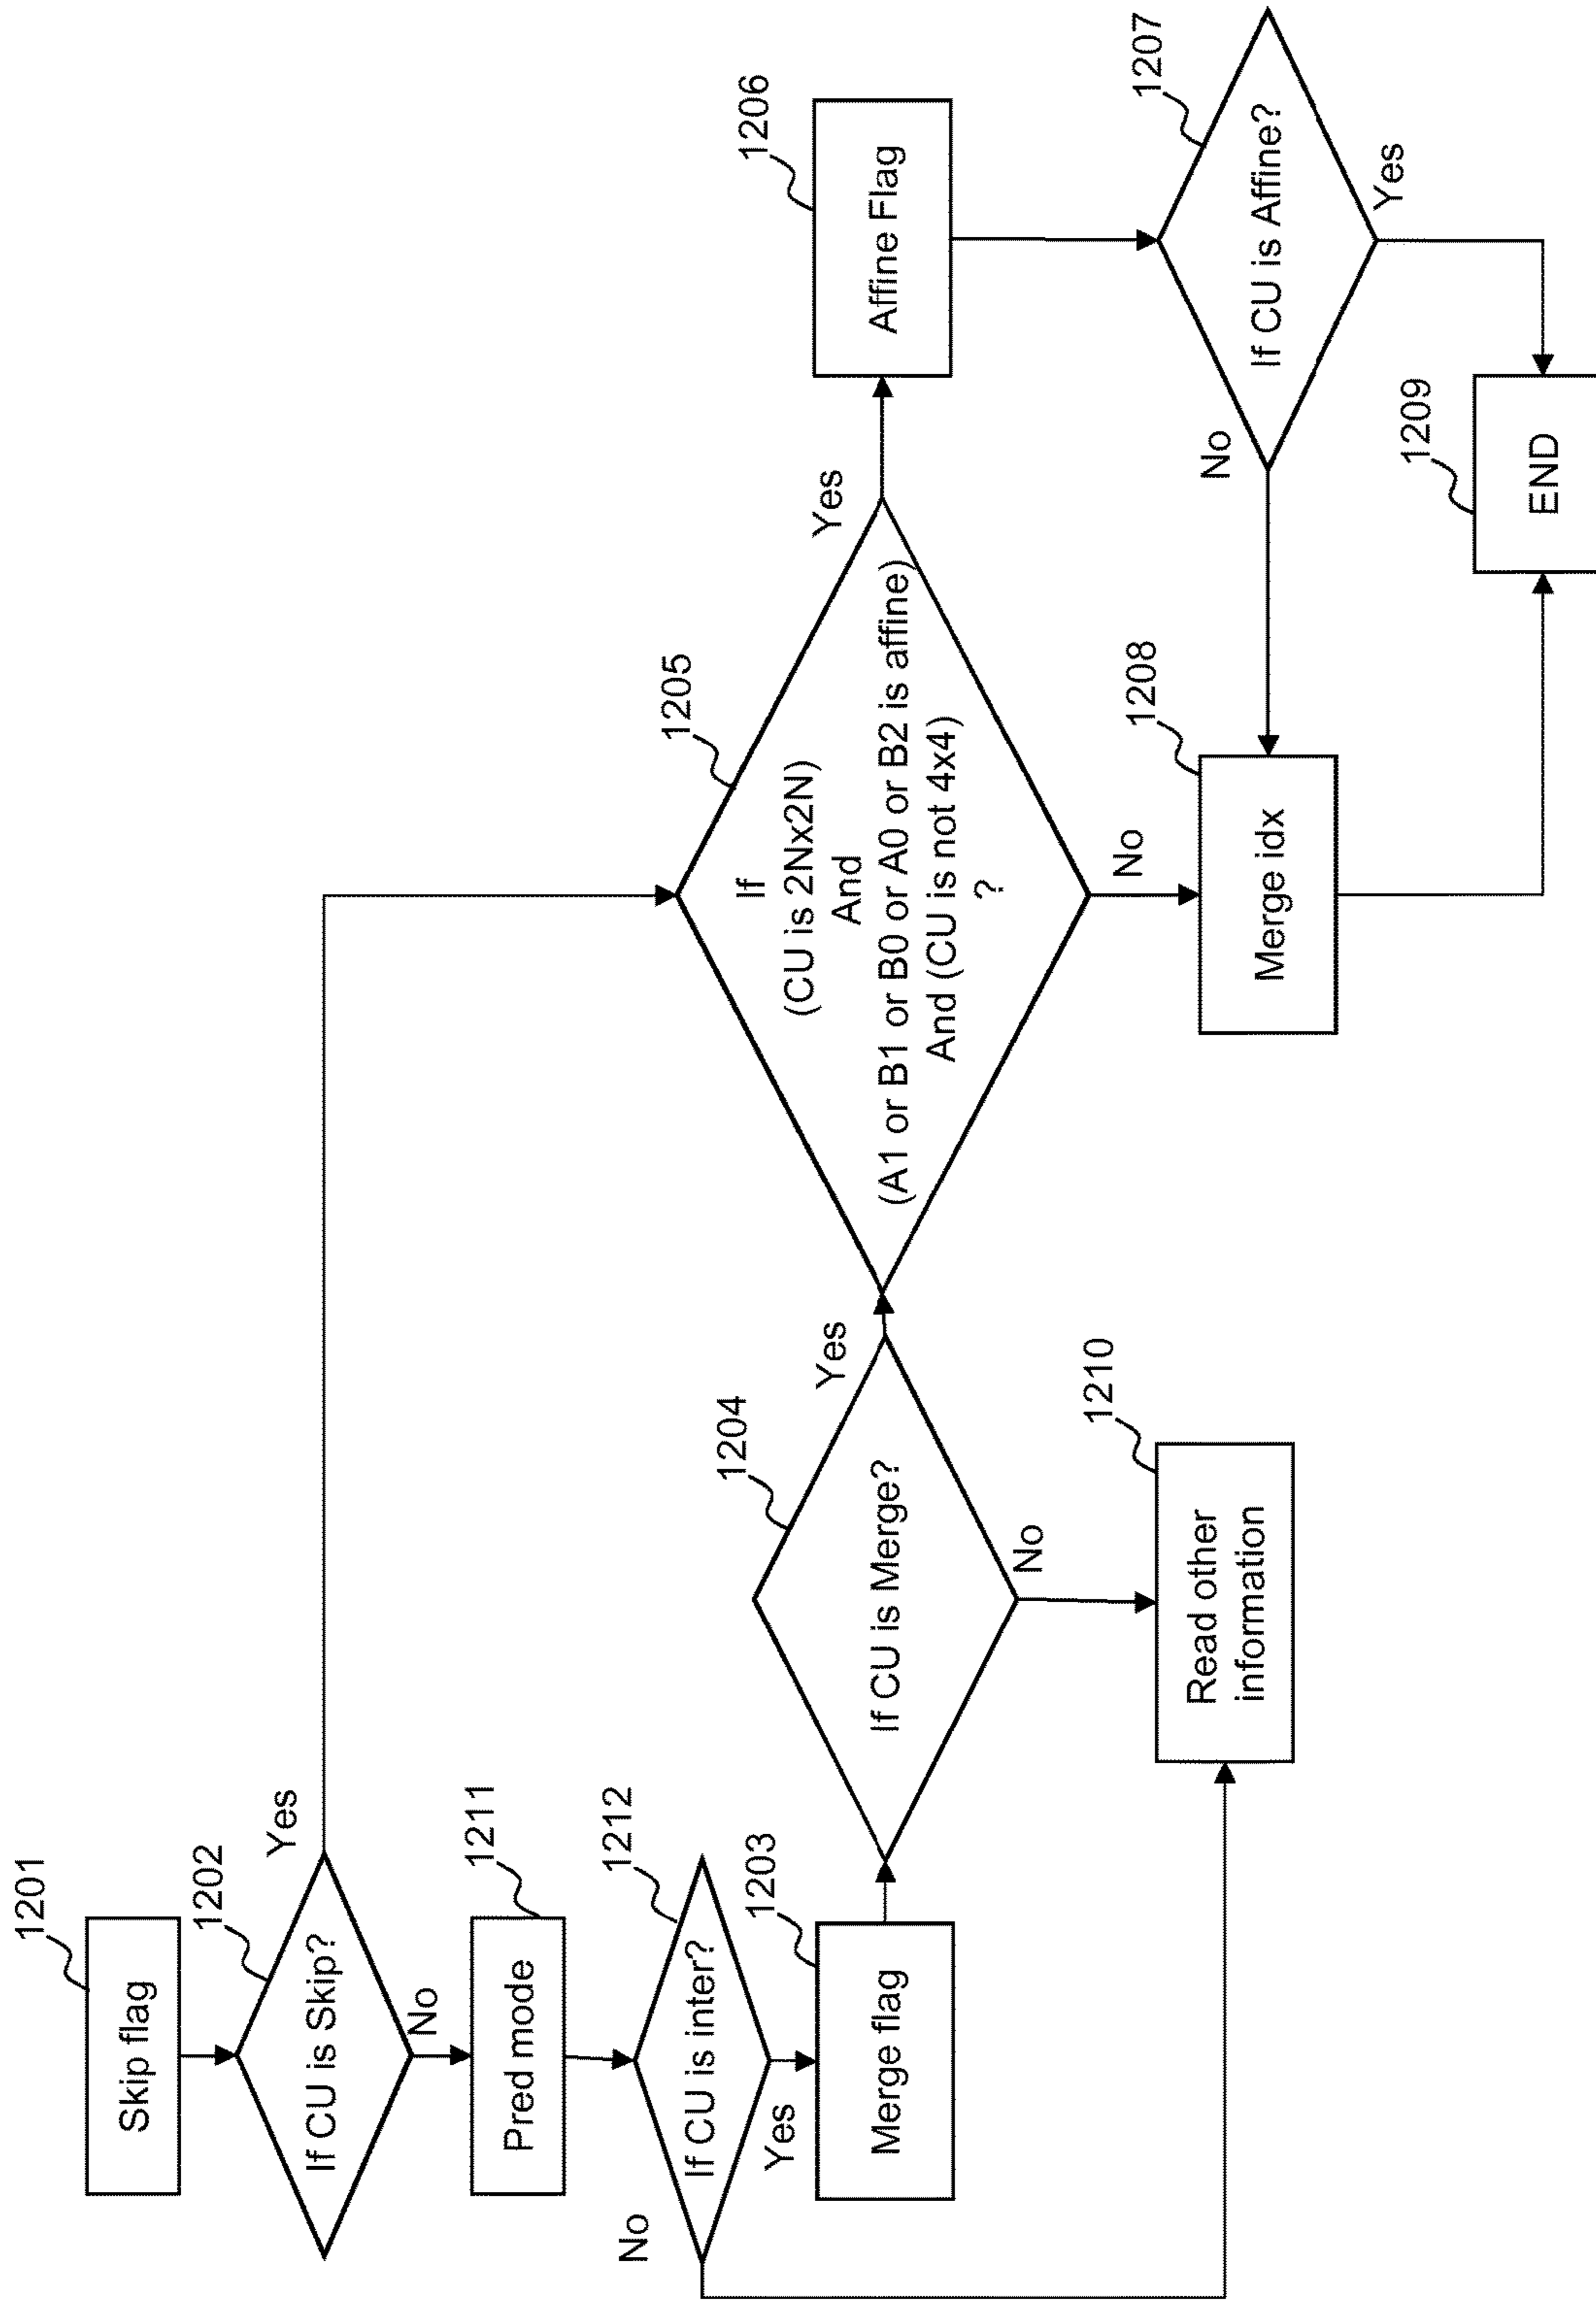 1201
Skip flag
1202
If CU is Skip?
Yes
No
1211
Pred mode
1212
If CU is inter?
No
Yes
1203
Merge flag
1204
If CU is Merge?
Yes
No
1210
Read other
information
1205
If
(CU is 2Nx2N)
And
(A1 or B1 or B0 or A0 or B2 is affine)
And (CU is not 4x4)
?
Yes
No
1206
Affine Flag
1207
If CU is Affine?
No
Yes
1208
Merge idx
1209
END